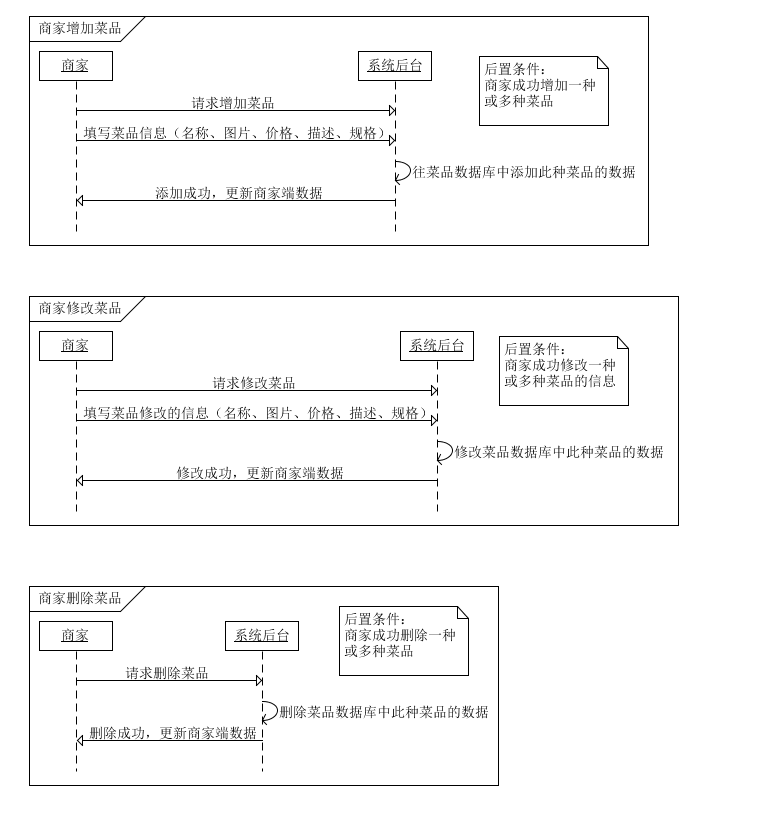 商家增加菜品
商家
系统后台
后置条件:
商家成功增加一种
或多种菜品
请求增加菜品
填写菜品信息（名称、图片、价格、描述、规格）
往菜品数据库中添加此种菜品的数据
添加成功，更新商家端数据
商家修改菜品
商家
系统后台
后置条件:
商家成功修改一种
或多种菜品的信息
请求修改菜品
填写菜品修改的信息（名称、图片、价格、描述、规格）
修改菜品数据库中此种菜品的数据
修改成功，更新商家端数据
商家删除菜品
商家
系统后台
后置条件:
商家成功删除一种
或多种菜品
请求删除菜品
删除菜品数据库中此种菜品的数据
删除成功，更新商家端数据